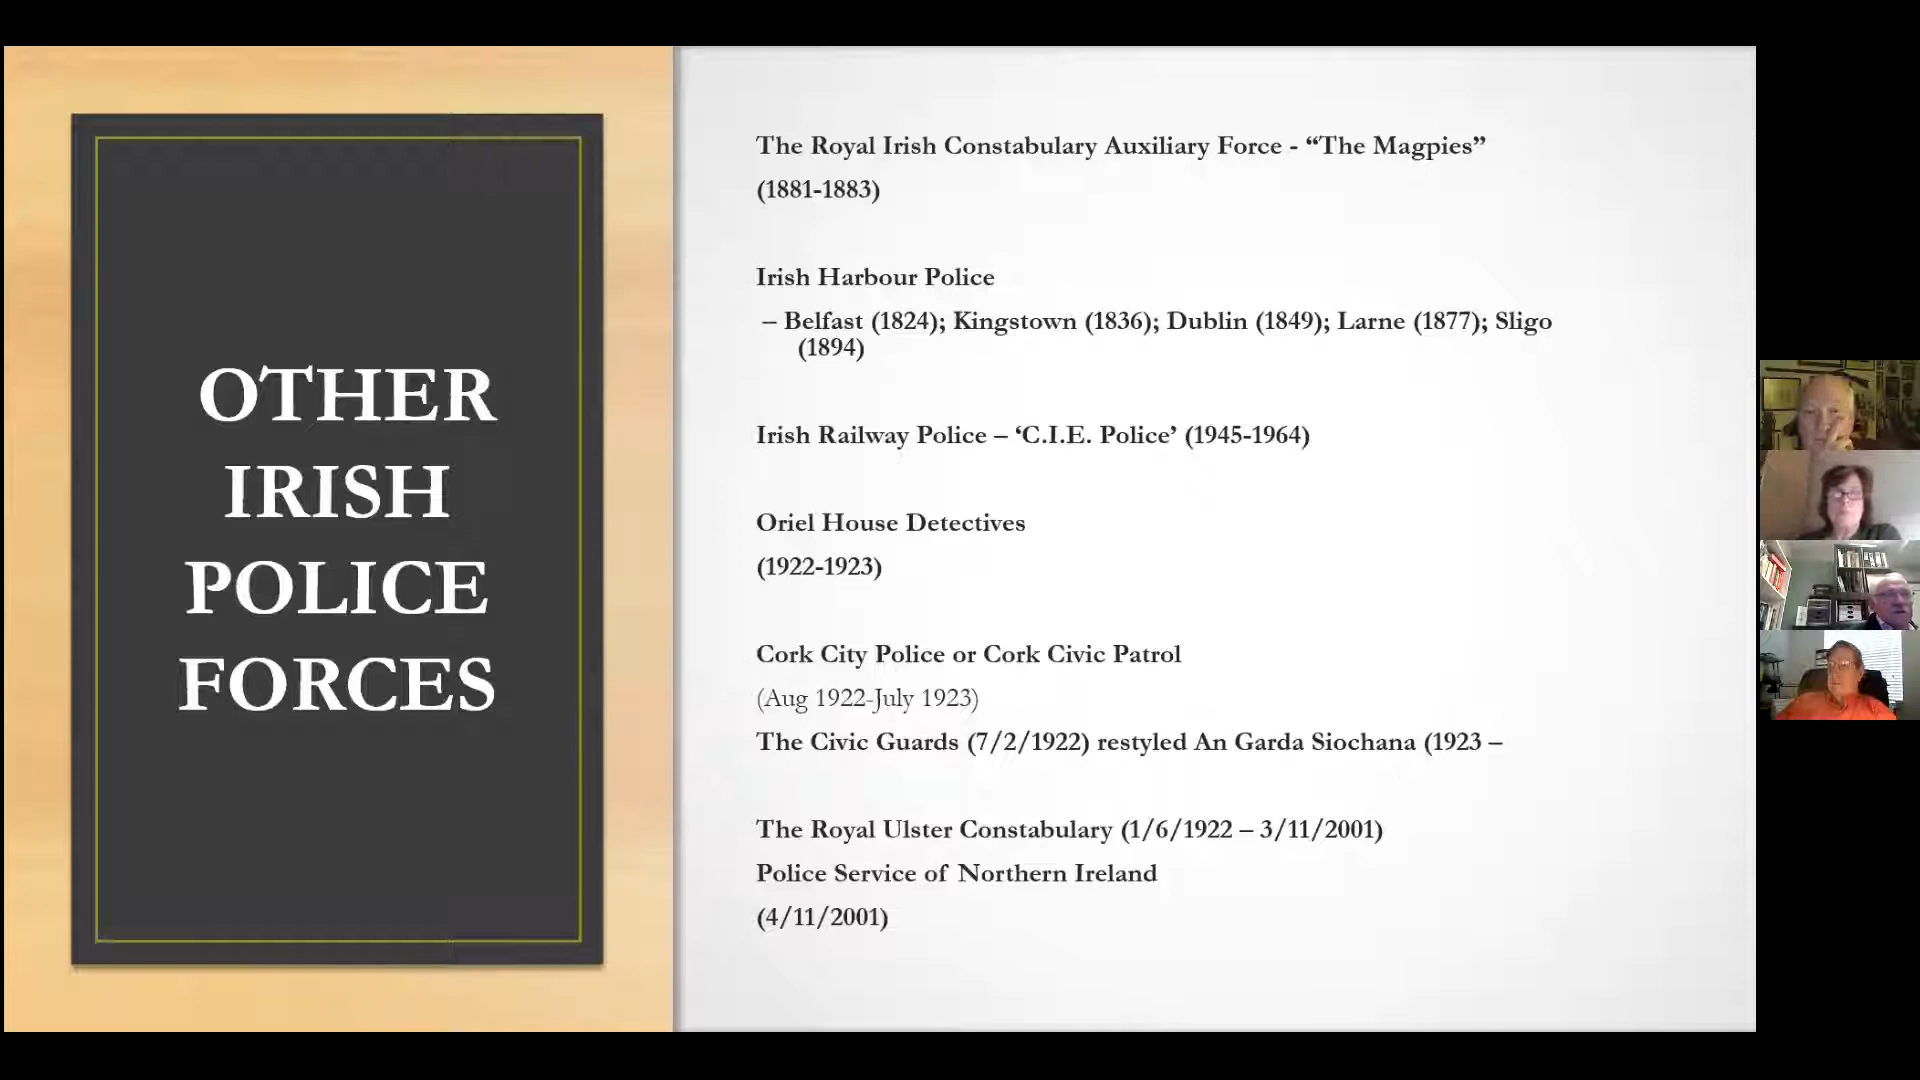 OTHER
IRISH
POLICE
FORCES
The Royal Irish Constabulary Auxiliary Force - “The Magpies”
(1881-1883)
Irish Harbour Police
– Belfast (1824); Kingstown (1836); Dublin (1849); Larne (1877); Sligo
(1894)
Irish Railway Police – ‘C.I.E. Police’ (1945-1964)
Oriel House Detectives
(1922-1923)
Cork City Police or Cork Civic Patrol
(Aug 1922-July 1923)
The Civic Guards (7/2/1922) restyled An Garda Siochana (1923 –
The Royal Ulster Constabulary (1/6/1922 – 3/11/2001)
Police Service of Northern Ireland
(4/11/2001)